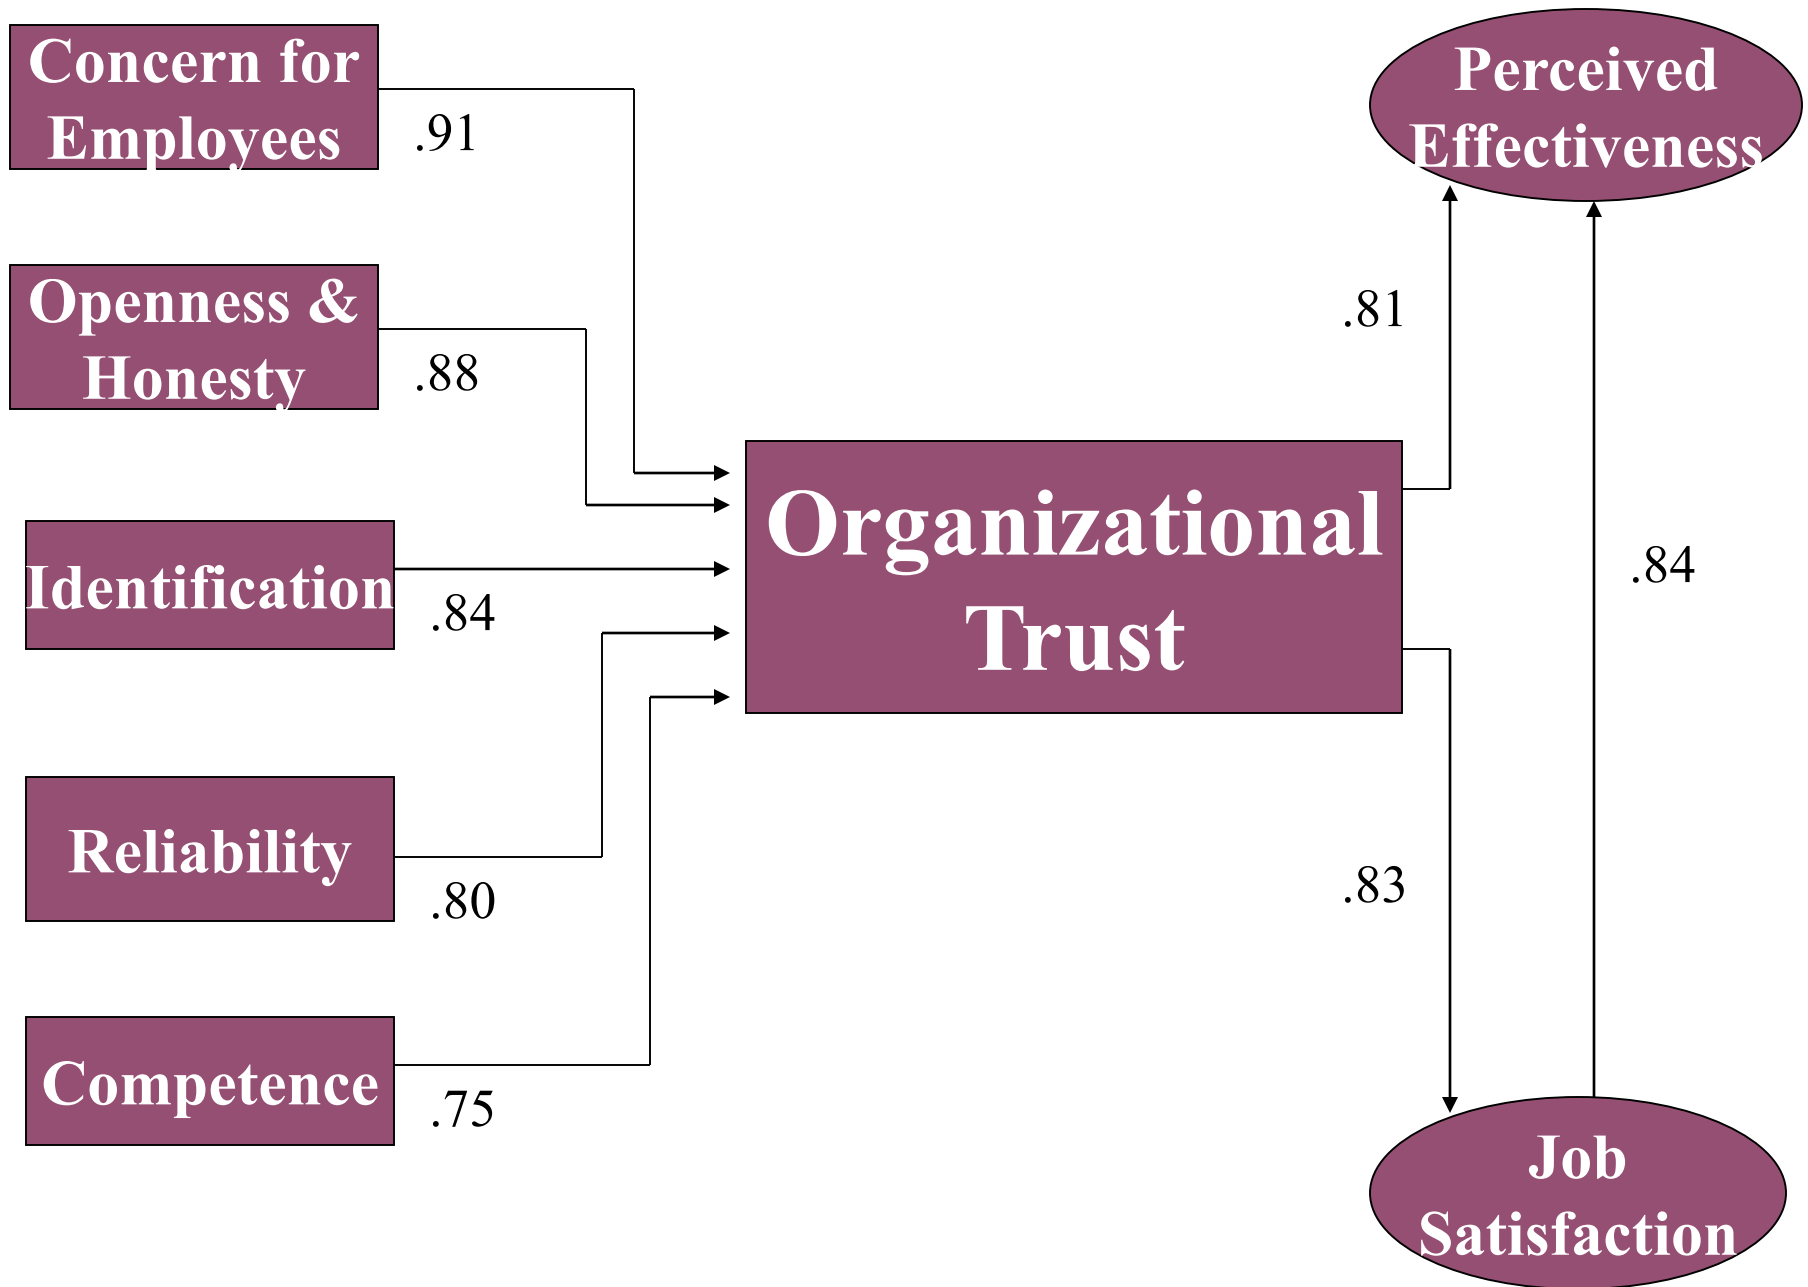 Concern for
Employees
.91
Openness &
Honesty
.88
Identification
.84
Reliability
.80
Competence
.75
Organizational
Trust
Perceived
Effectiveness
.81
.84
.83
Job
Satisfaction